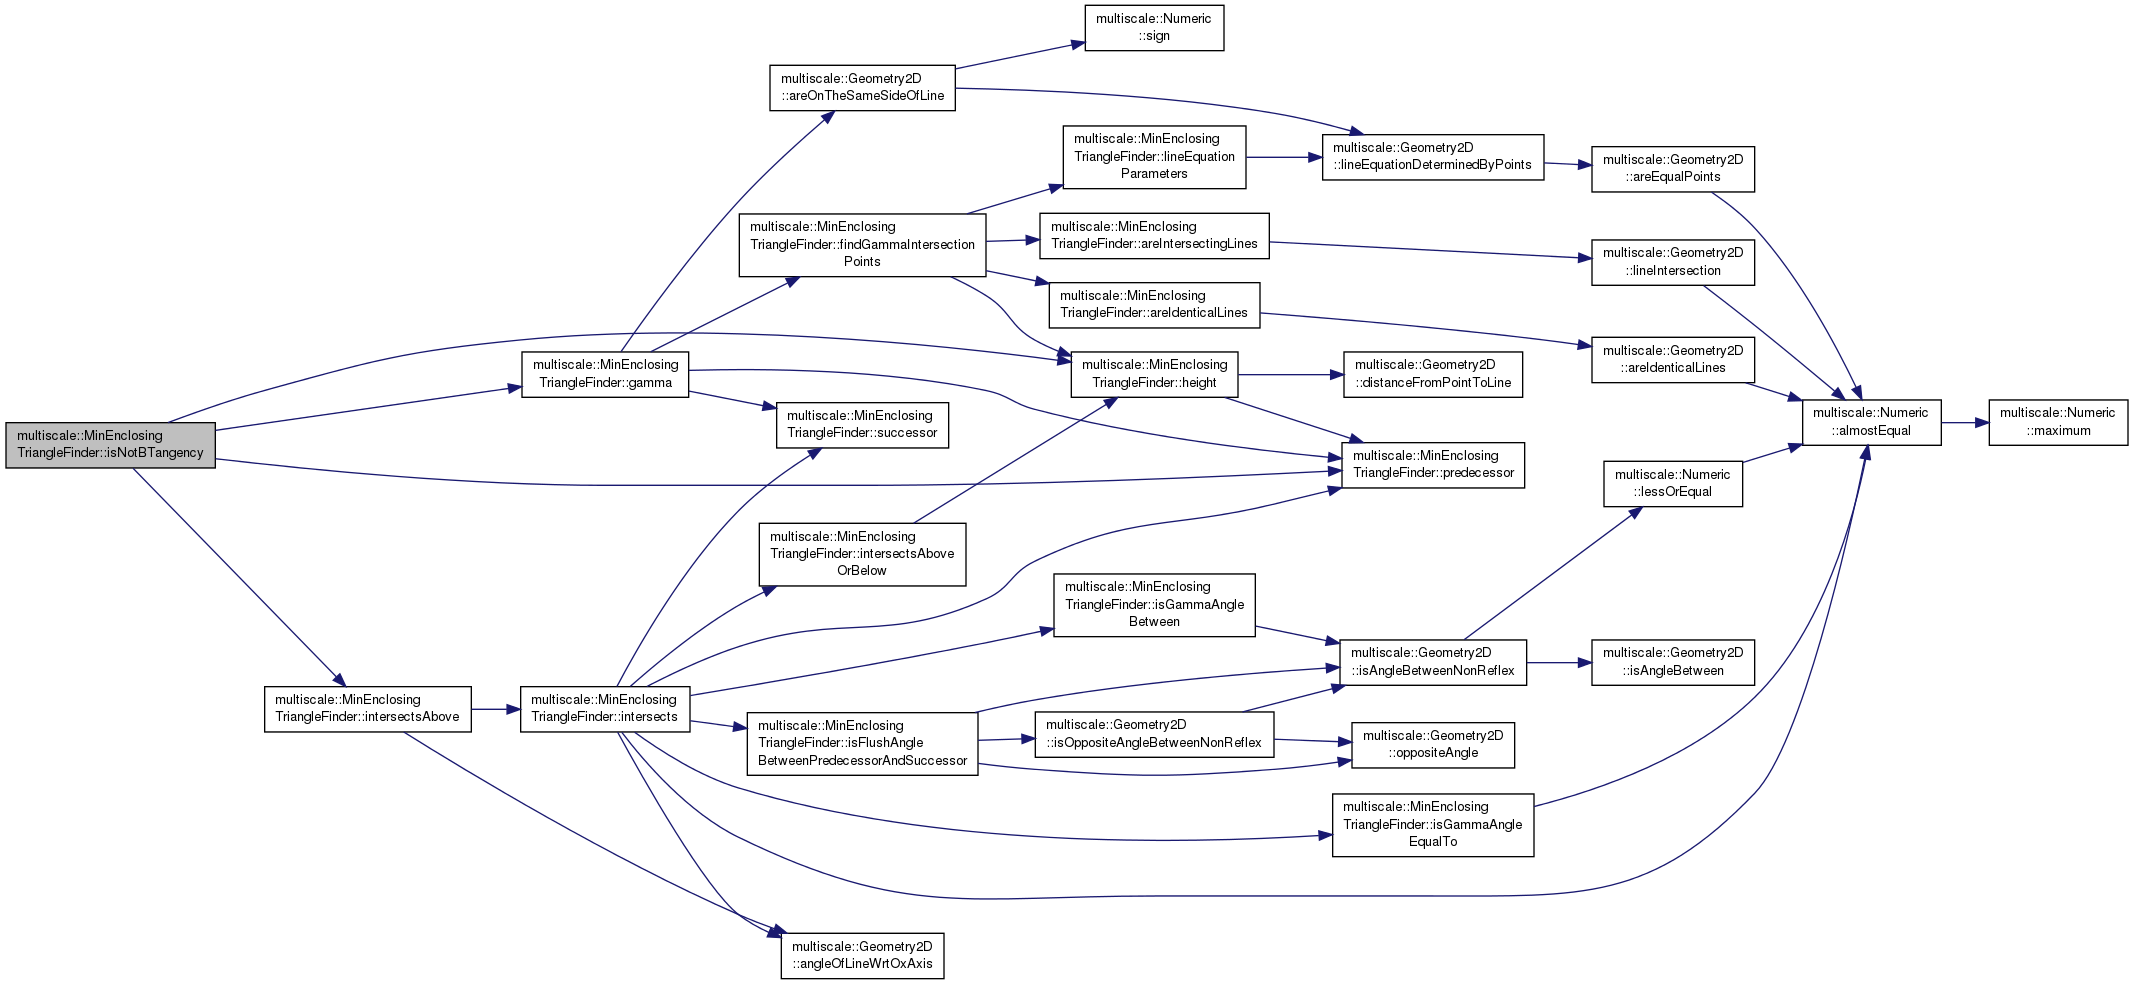 multiscale::Numeric
::sign
multiscale::Geometry2D
::areOnTheSameSideOfLine
multiscale::MinEnclosing
TriangleFinder::lineEquation
Parameters
multiscale::Geometry2D
::lineEquationDeterminedByPoints
multiscale::Geometry2D
::areEqualPoints
multiscale::MinEnclosing
TriangleFinder::findGammaIntersection
Points
multiscale::MinEnclosing
TriangleFinder::areIntersectingLines
multiscale::Geometry2D
::lineIntersection
multiscale::MinEnclosing
TriangleFinder::areIdenticalLines
multiscale::Geometry2D
::areIdenticalLines
multiscale::MinEnclosing
TriangleFinder::gamma
multiscale::MinEnclosing
TriangleFinder::height
multiscale::Geometry2D
::distanceFromPointToLine
multiscale::MinEnclosing
TriangleFinder::successor
multiscale::Numeric
::almostEqual
multiscale::Numeric
::maximum
multiscale::MinEnclosing
TriangleFinder::isNotBTangency
multiscale::MinEnclosing
TriangleFinder::predecessor
multiscale::Numeric
::lessOrEqual
multiscale::MinEnclosing
TriangleFinder::intersectsAbove
OrBelow
multiscale::MinEnclosing
TriangleFinder::isGammaAngle
Between
multiscale::Geometry2D
::isAngleBetweenNonReflex
multiscale::Geometry2D
::isAngleBetween
multiscale::MinEnclosing
TriangleFinder::intersectsAbove
multiscale::MinEnclosing
TriangleFinder::intersects
multiscale::MinEnclosing
TriangleFinder::isFlushAngle
BetweenPredecessorAndSuccessor
multiscale::Geometry2D
::isOppositeAngleBetweenNonReflex
multiscale::Geometry2D
::oppositeAngle
multiscale::MinEnclosing
TriangleFinder::isGammaAngle
EqualTo
multiscale::Geometry2D
::angleOfLineWrtOxAxis